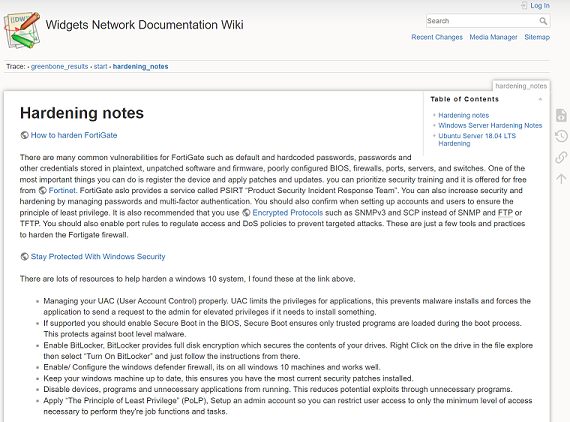 Log In
Widgets Network Documentation Wiki
Search
Recent Changes Media Manager Sitemap
Trace: • greenbone_results • start • hardening_notes
hardening_notes
Table of Contents
Hardening notes
Windows Server Hardening Notes
Ubuntu Server 18.04 LTS
Hardening
Hardening notes
How to harden FortiGate
There are many common vulnerabilities for FortiGate such as default and hardcoded passwords, passwords and
other credentials stored in plaintext, unpatched software and firmware, poorly configured BIOS, firewalls, ports, servers, and switches. One of the
most important things you can do is register the device and apply patches and updates, you can prioritize security training and it is offered for free
from Fortinet. FortiGate aslo provides a service called PSIRT “Product Security Incident Response Team”. You can also increase security and
hardening by managing passwords and multi-factor authentication. You should also confirm when setting up accounts and users to ensure the
principle of least privilege. It is also recommended that you use Encrypted Protocols such as SNMPv3 and SCP instead of SNMP and FTP or
TFTP. You should also enable port rules to regulate access and DoS policies to prevent targeted attacks. These are just a few tools and practices
to harden the Fortigate firewall.
Stay Protected With Windows Security
There are lots of resources to help harden a windows 10 system, I found these at the link above.
Managing your UAC (User Account Control) properly. UAC limits the privileges for applications, this prevents malware installs and forces the
application to send a request to the admin for elevated privileges if it needs to install something.
If supported you should enable Secure Boot in the BIOS, Secure Boot ensures only trusted programs are loaded during the boot process.
This protects against boot level malware.
Enable BitLocker, BitLocker provides full disk encryption which secures the contents of your drives. Right Click on the drive in the file explore
then select “Turn On BitLocker” and just follow the instructions from there.
Enable/ Configure the windows defender firewall, its on all windows 10 machines and works well.
Keep your windows machine up to date, this ensures you have the most current security patches installed.
Disable devices, programs and unnecessary applications from running. This reduces potential exploits through unnecessary programs.
Apply “The Principle of Least Privilege” (PoLP), Setup an admin account so you can restrict user access to only the minimum level of access
necessary to perform they're job functions and tasks.